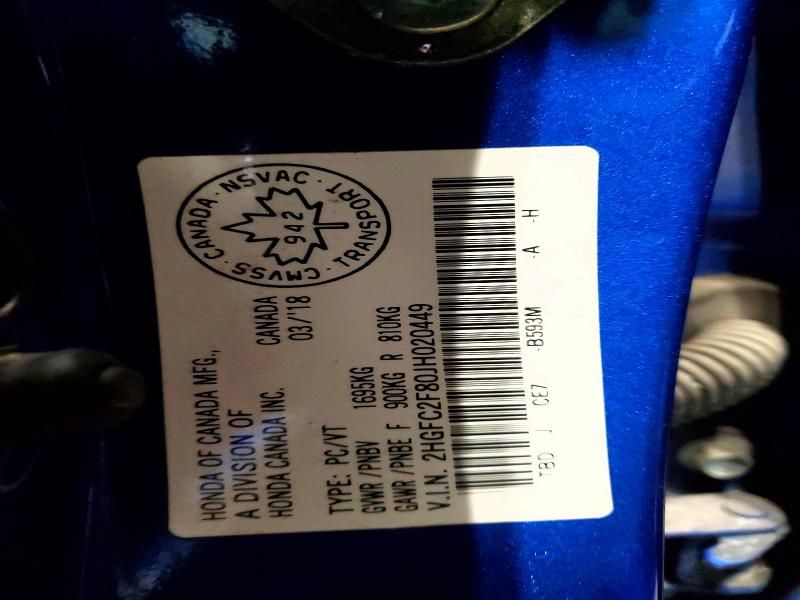 HONDA OF CANADA MFG.,
A DIVISION OF
HONDA CANADA INC.
CANADA
03/'18
CANADA · NSVAC · TRANSPORT · CMVSS
942
TYPE: PC/VT
GVWR/PNBV 1695KG
GAWR/PNBE F 900KG R 810KG
V.I.N. 2HGFC2F80JH020449
TBD J CE7 -B593M -A -H